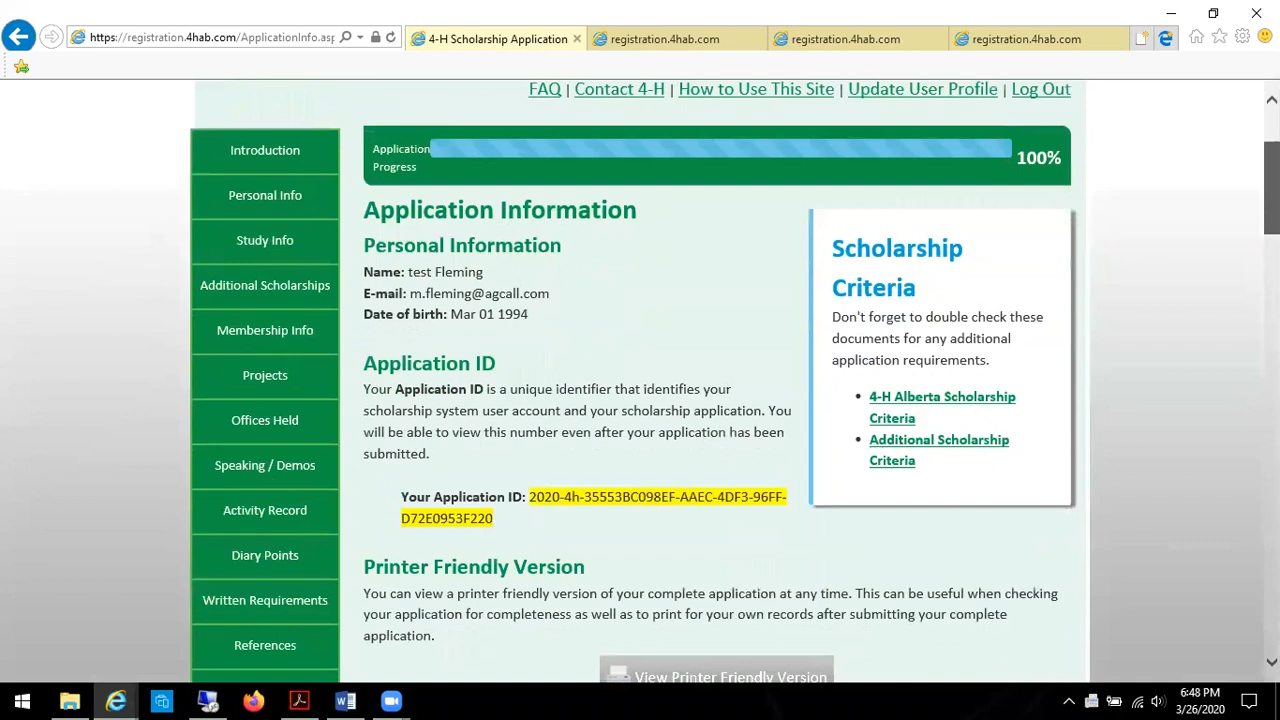 https://registration.4hab.com/ApplicationInfo.asp
4-H Scholarship Application
registration.4hab.com
registration.4hab.com
registration.4hab.com
FAQ | Contact 4-H | How to Use This Site | Update User Profile | Log Out
Introduction
Personal Info
Study Info
Additional Scholarships
Membership Info
Projects
Offices Held
Speaking / Demos
Activity Record
Diary Points
Written Requirements
References
Application
Progress
100%
Application Information
Personal Information
Name: test Fleming
E-mail: m.fleming@agcall.com
Date of birth: Mar 01 1994
Application ID
Your Application ID is a unique identifier that identifies your
scholarship system user account and your scholarship application. You
will be able to view this number even after your application has been
submitted.
Your Application ID: 2020-4h-35553BC098EF-AAEC-4DF3-96FF-
D72E0953F220
Printer Friendly Version
You can view a printer friendly version of your complete application at any time. This can be useful when checking
your application for completeness as well as to print for your own records after submitting your complete
application.
View Printer Friendly Version
Scholarship
Criteria
Don't forget to double check these
documents for any additional
application requirements.
• 4-H Alberta Scholarship
Criteria
• Additional Scholarship
Criteria
6:48 PM
3/26/2020